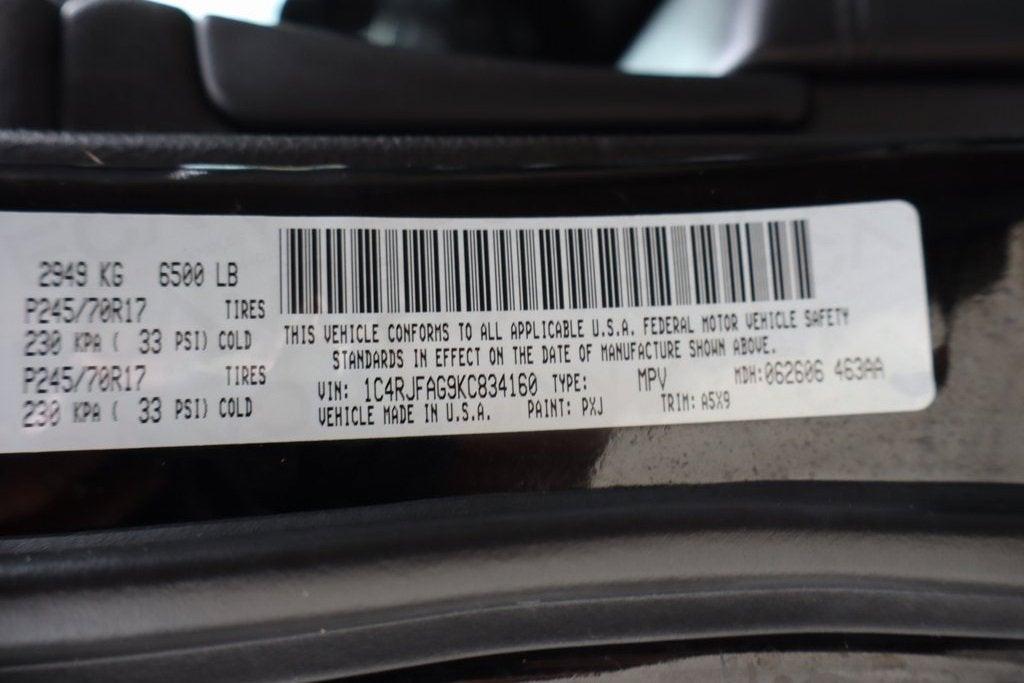 2949 KG 6500 LB
P245/70R17 TIRES
230 KPA ( 33 PSI) COLD
P245/70R17 TIRES
230 KPA ( 33 PSI) COLD
THIS VEHICLE CONFORMS TO ALL APPLICABLE U.S.A. FEDERAL MOTOR VEHICLE SAFETY
STANDARDS IN EFFECT ON THE DATE OF MANUFACTURE SHOWN ABOVE.
VIN: 1C4RJFAG9KC834160 TYPE: MPV MDH:062606 463AA
VEHICLE MADE IN U.S.A. PAINT: PXJ TRIM: A5X9